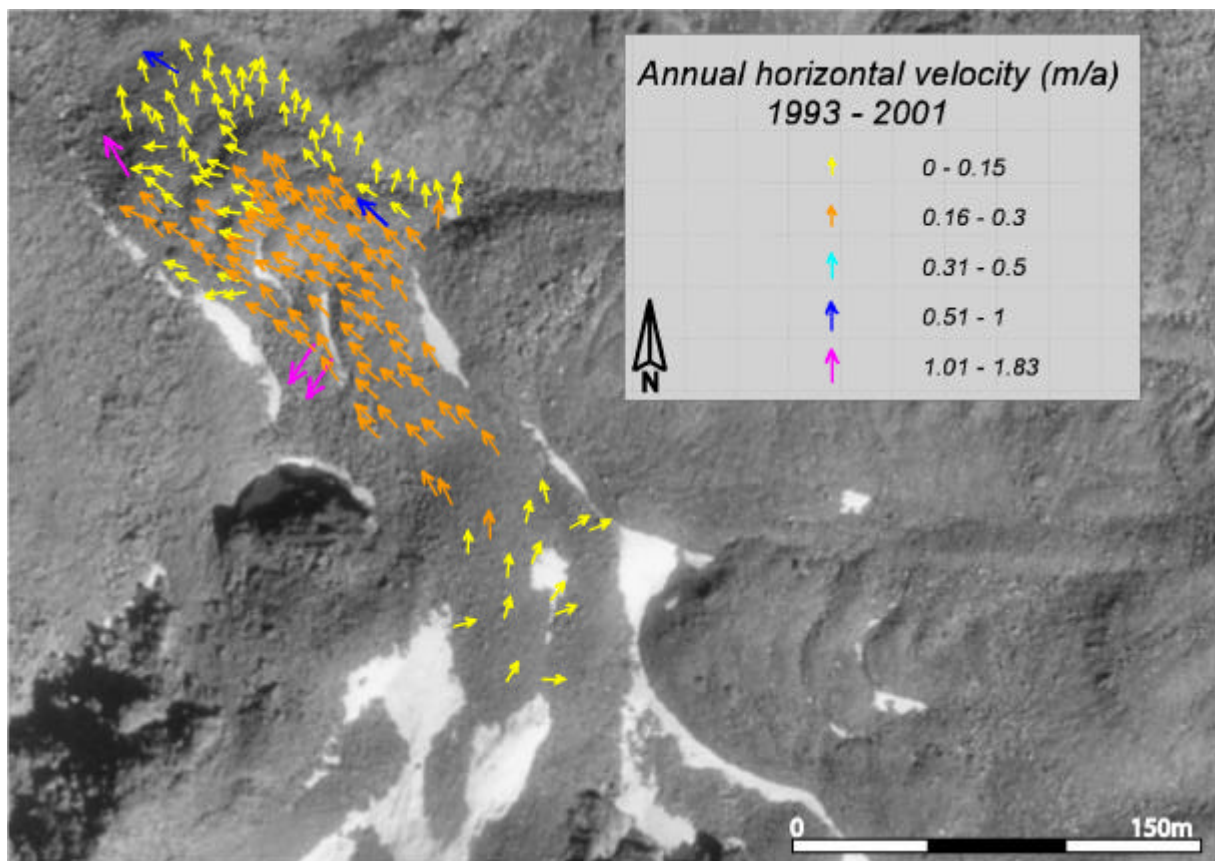 Annual horizontal velocity (m/a)
1993 - 2001
0 - 0.15
0.16 - 0.3
0.31 - 0.5
0.51 - 1
1.01 - 1.83
N
0 150m